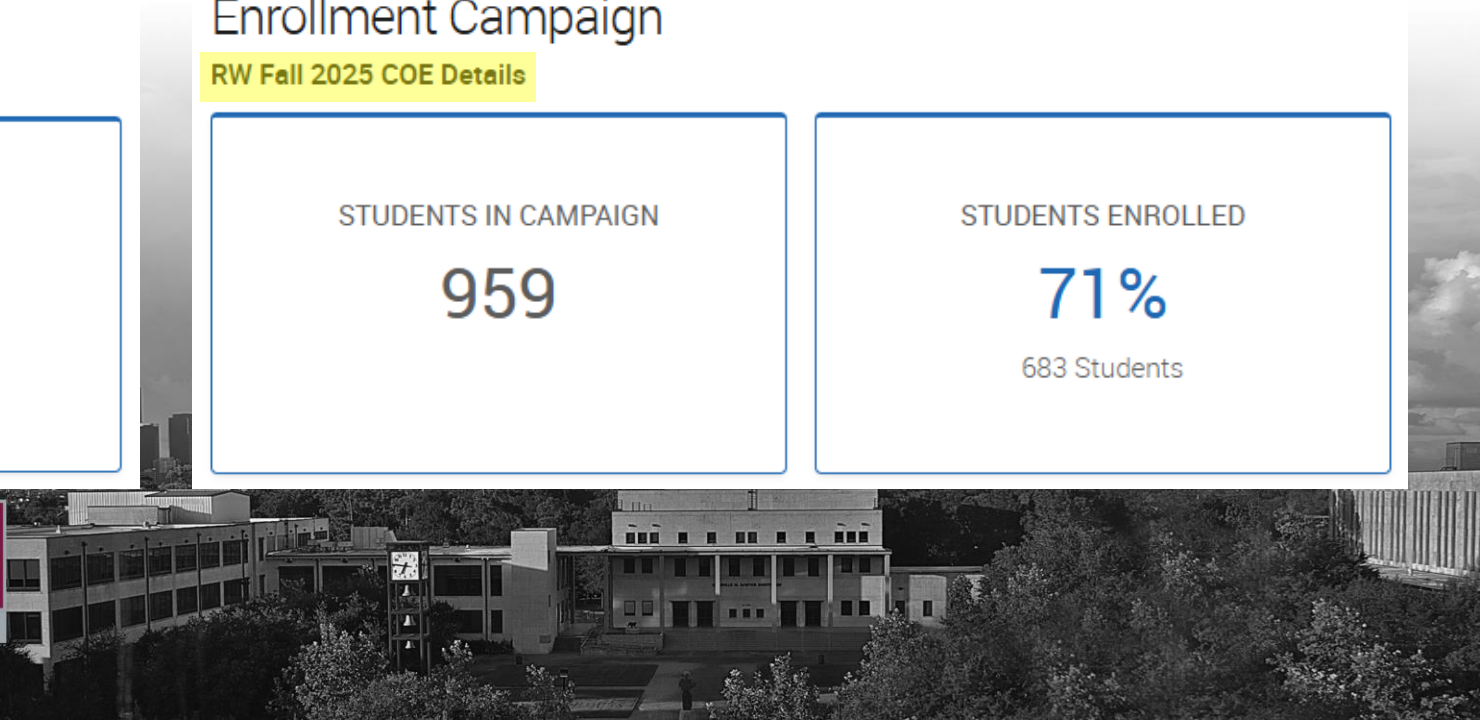 Enrollment Campaign
RW Fall 2025 COE Details
STUDENTS IN CAMPAIGN
959
STUDENTS ENROLLED
71%
683 Students